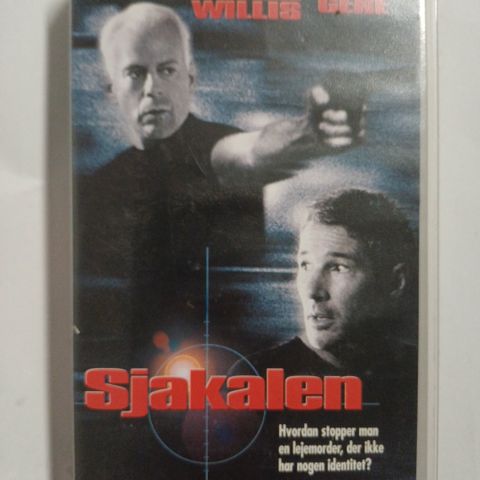 WILLIS GERE
Sjakalen
Hvordan stopper man
en lejemorder, der ikke
har nogen identitet?